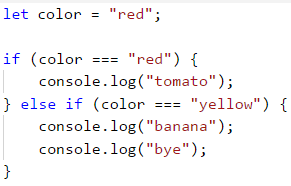 let color = "red";

if (color === "red") {
    console.log("tomato");
} else if (color === "yellow") {
    console.log("banana");
    console.log("bye");
}